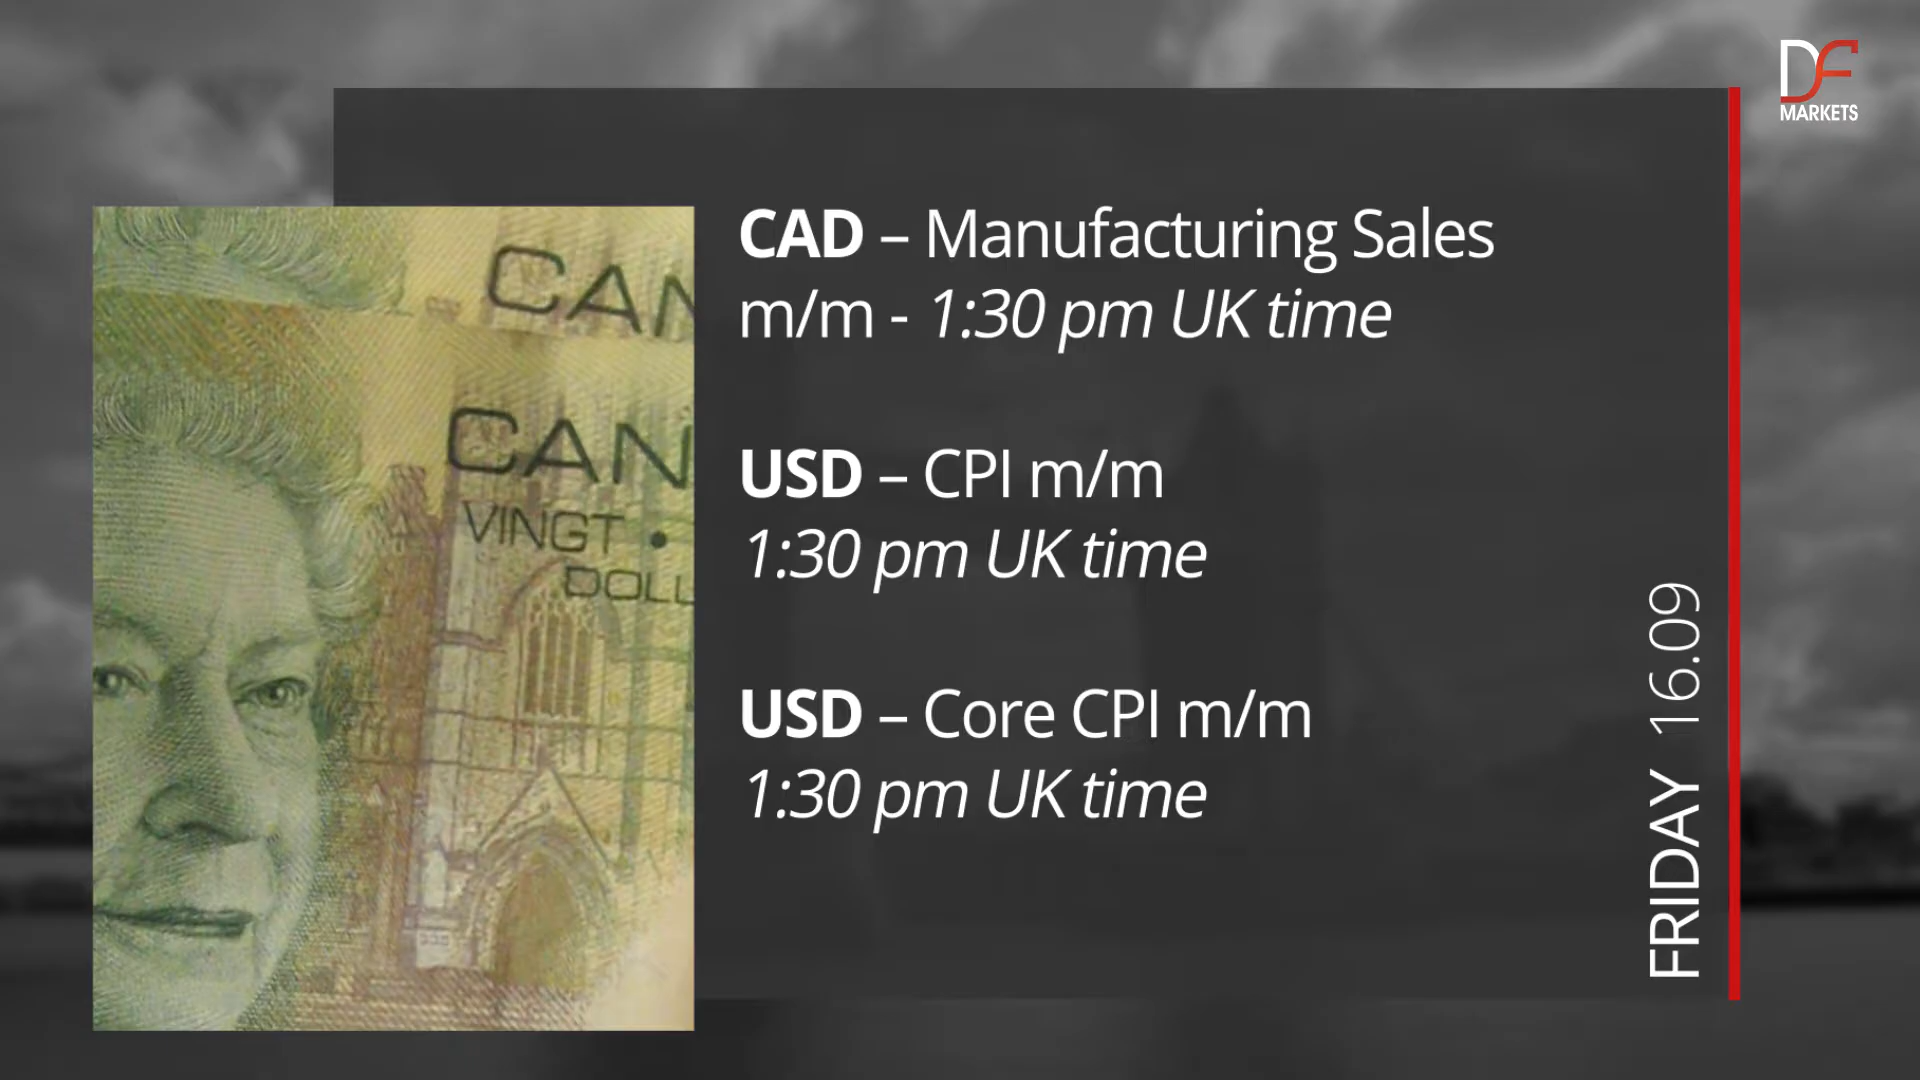 DF
MARKETS
CAD – Manufacturing Sales
m/m - 1:30 pm UK time
USD – CPI m/m
1:30 pm UK time
USD – Core CPI m/m
1:30 pm UK time
FRIDAY 16.09
CAN
CAN
VINGT •
DOLL